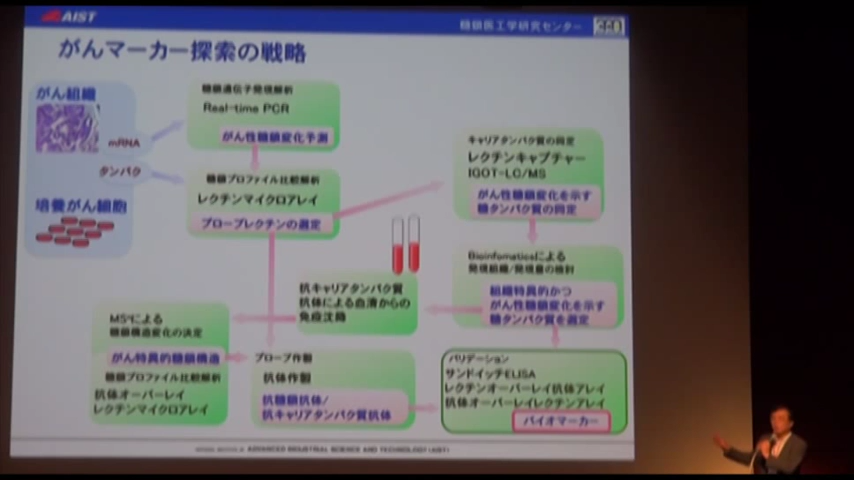 AIST
糖鎖医工学研究センター
がんマーカー探索の戦略
がん組織
mRNA
タンパク
培養がん細胞
糖鎖遺伝子発現解析
Real-time PCR
がん性糖鎖変化予測
糖鎖プロファイル比較解析
レクチンマイクロアレイ
プローブレクチンの選定
キャリアタンパク質の同定
レクチンキャプチャー
IGOT-LC/MS
がん性糖鎖変化を示す
糖タンパク質の同定
Bioinfomaticsによる
発現組織/発現量の検討
組織特異的かつ
がん性糖鎖変化を示す
糖タンパク質を選定
抗キャリアタンパク質
抗体による血清からの
免疫沈降
MSⁿによる
糖鎖構造変化の決定
がん特異的糖鎖構造
糖鎖プロファイル比較解析
抗体オーバーレイ
レクチンマイクロアレイ
プローブ作製
抗体作製
抗糖鎖抗体/
抗キャリアタンパク質抗体
バリデーション
サンドイッチELISA
レクチンオーバーレイ抗体アレイ
抗体オーバーレイレクチンアレイ
バイオマーカー
ADVANCED INDUSTRIAL SCIENCE AND TECHNOLOGY (AIST)